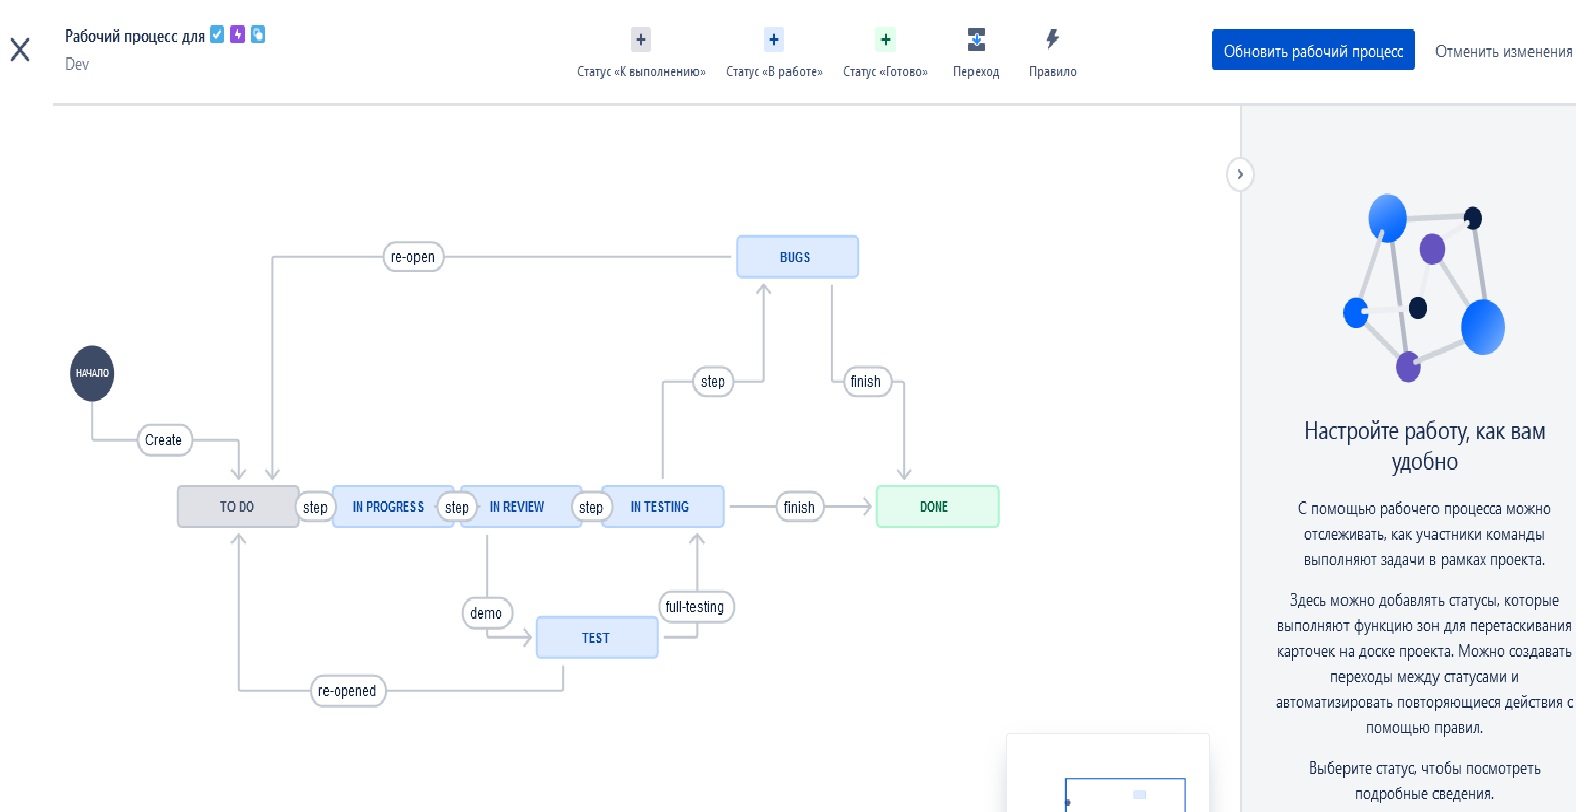 Рабочий процесс для
Dev
Статус «К выполнению»
Статус «В работе»
Статус «Готово»
Переход
Правило
Обновить рабочий процесс
Отменить изменения
re-open
BUGS
НАЧАЛО
step
finish
Create
TO DO
step
IN PROGRESS
step
IN REVIEW
step
IN TESTING
finish
DONE
demo
full-testing
TEST
re-opened
Настройте работу, как вам
удобно
С помощью рабочего процесса можно
отслеживать, как участники команды
выполняют задачи в рамках проекта.
Здесь можно добавлять статусы, которые
выполняют функцию зон для перетаскивания
карточек на доске проекта. Можно создавать
переходы между статусами и
автоматизировать повторяющиеся действия с
помощью правил.
Выберите статус, чтобы посмотреть
подробные сведения.